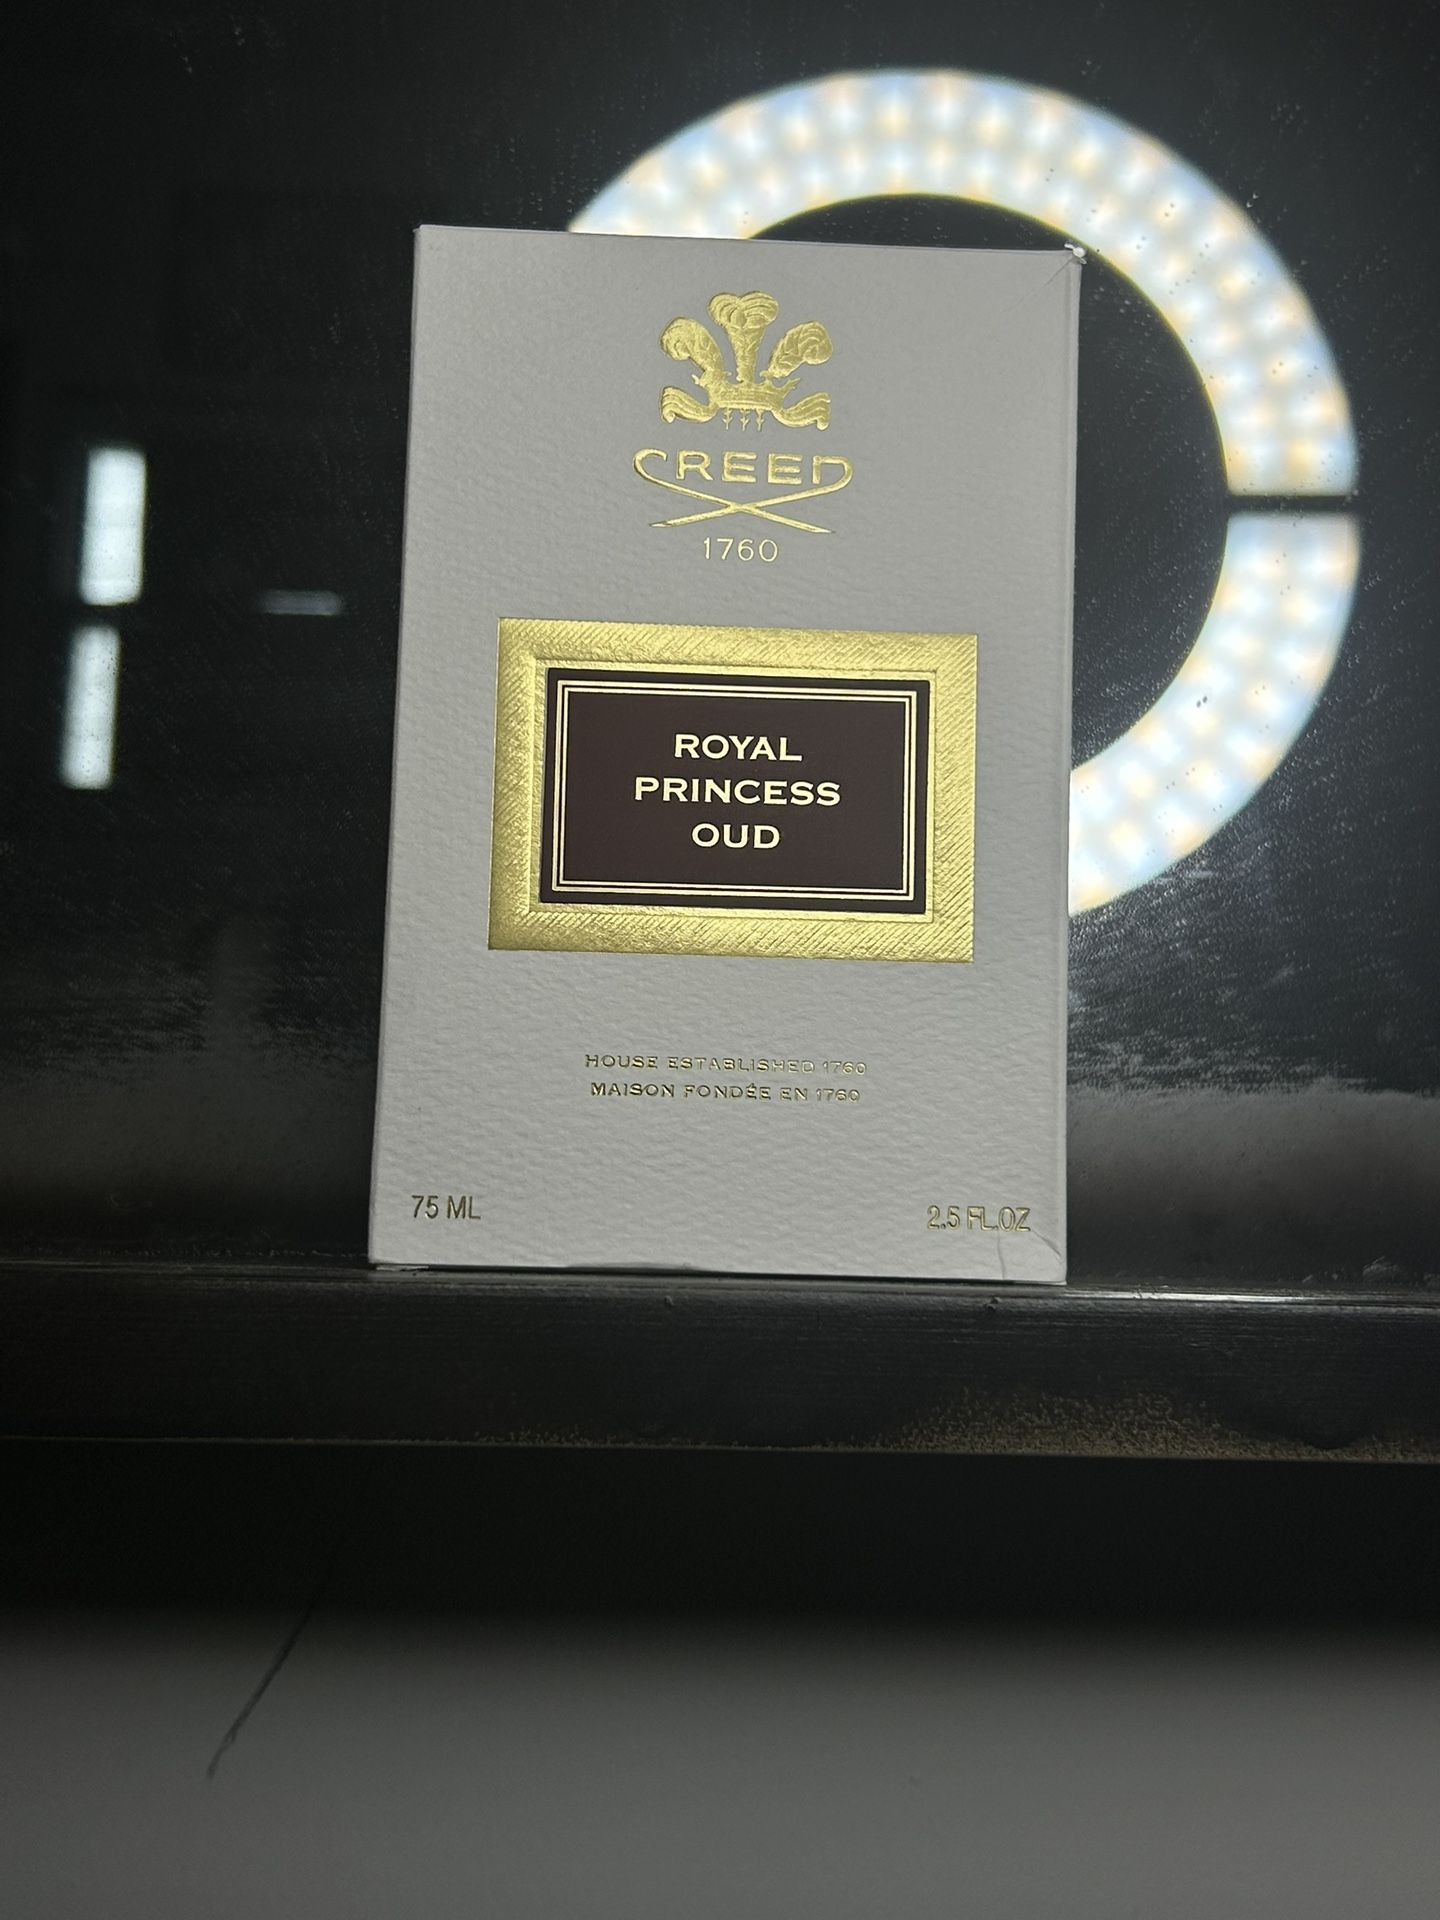 CREED
1760
ROYAL
PRINCESS
OUD
HOUSE ESTABLISHED 1760
MAISON FONDÉE EN 1760
75 ML
2.5 FL.OZ